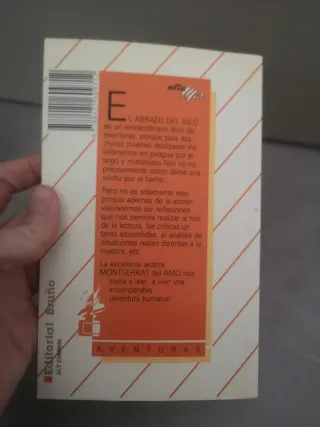 EL ABRAZO DEL NILO
es un extraordinario libro de
aventuras, porque para dos
chicos jóvenes deslizarse mil
kilómetros en piragua por el
largo y misterioso Nilo no es
precisamente como darse una
vuelta por el barrio.
Pero no es solamente eso,
porque además de la acción
valoraremos las reflexiones
que nos permite realizar al hilo
de la lectura, las críticas un
tanto escondidas, el análisis de
situaciones reales distintas a la
nuestra, etc.
La excelente autora
MONTSERRAT del AMO nos
invita a leer, a vivir una
incomparable
¡aventura humana!
AVENTURAS
Editorial Bruño